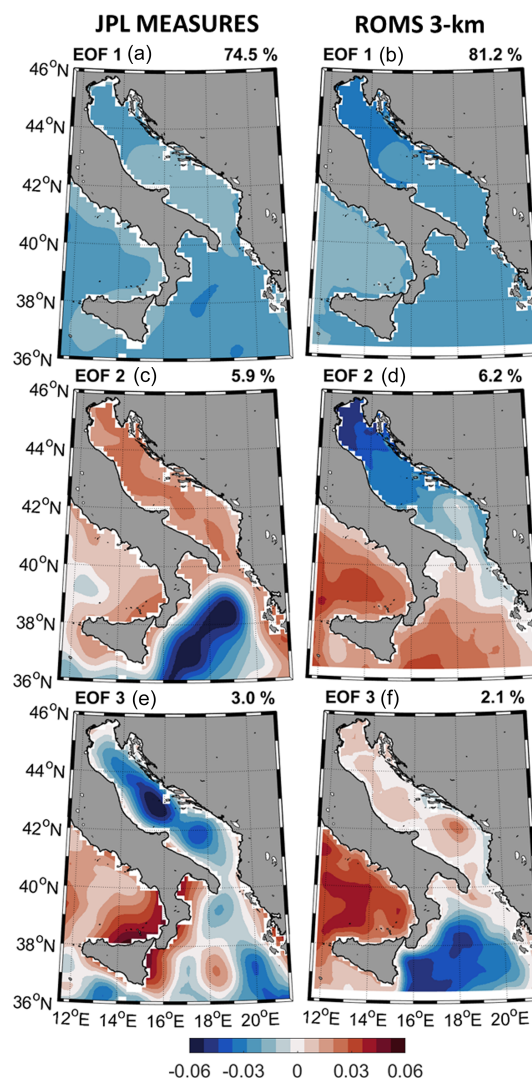 JPL MEASURES ROMS 3-km
EOF 1 (a) 74.5 % EOF 1 (b) 81.2 %
46°N
44°N
42°N
40°N
38°N
36°N
EOF 2 (c) 5.9 % EOF 2 (d) 6.2 %
46°N
44°N
42°N
40°N
38°N
36°N
EOF 3 (e) 3.0 % EOF 3 (f) 2.1 %
46°N
44°N
42°N
40°N
38°N
36°N
12°E 14°E 16°E 18°E 20°E 12°E 14°E 16°E 18°E 20°E
-0.06 -0.03 0 0.03 0.06